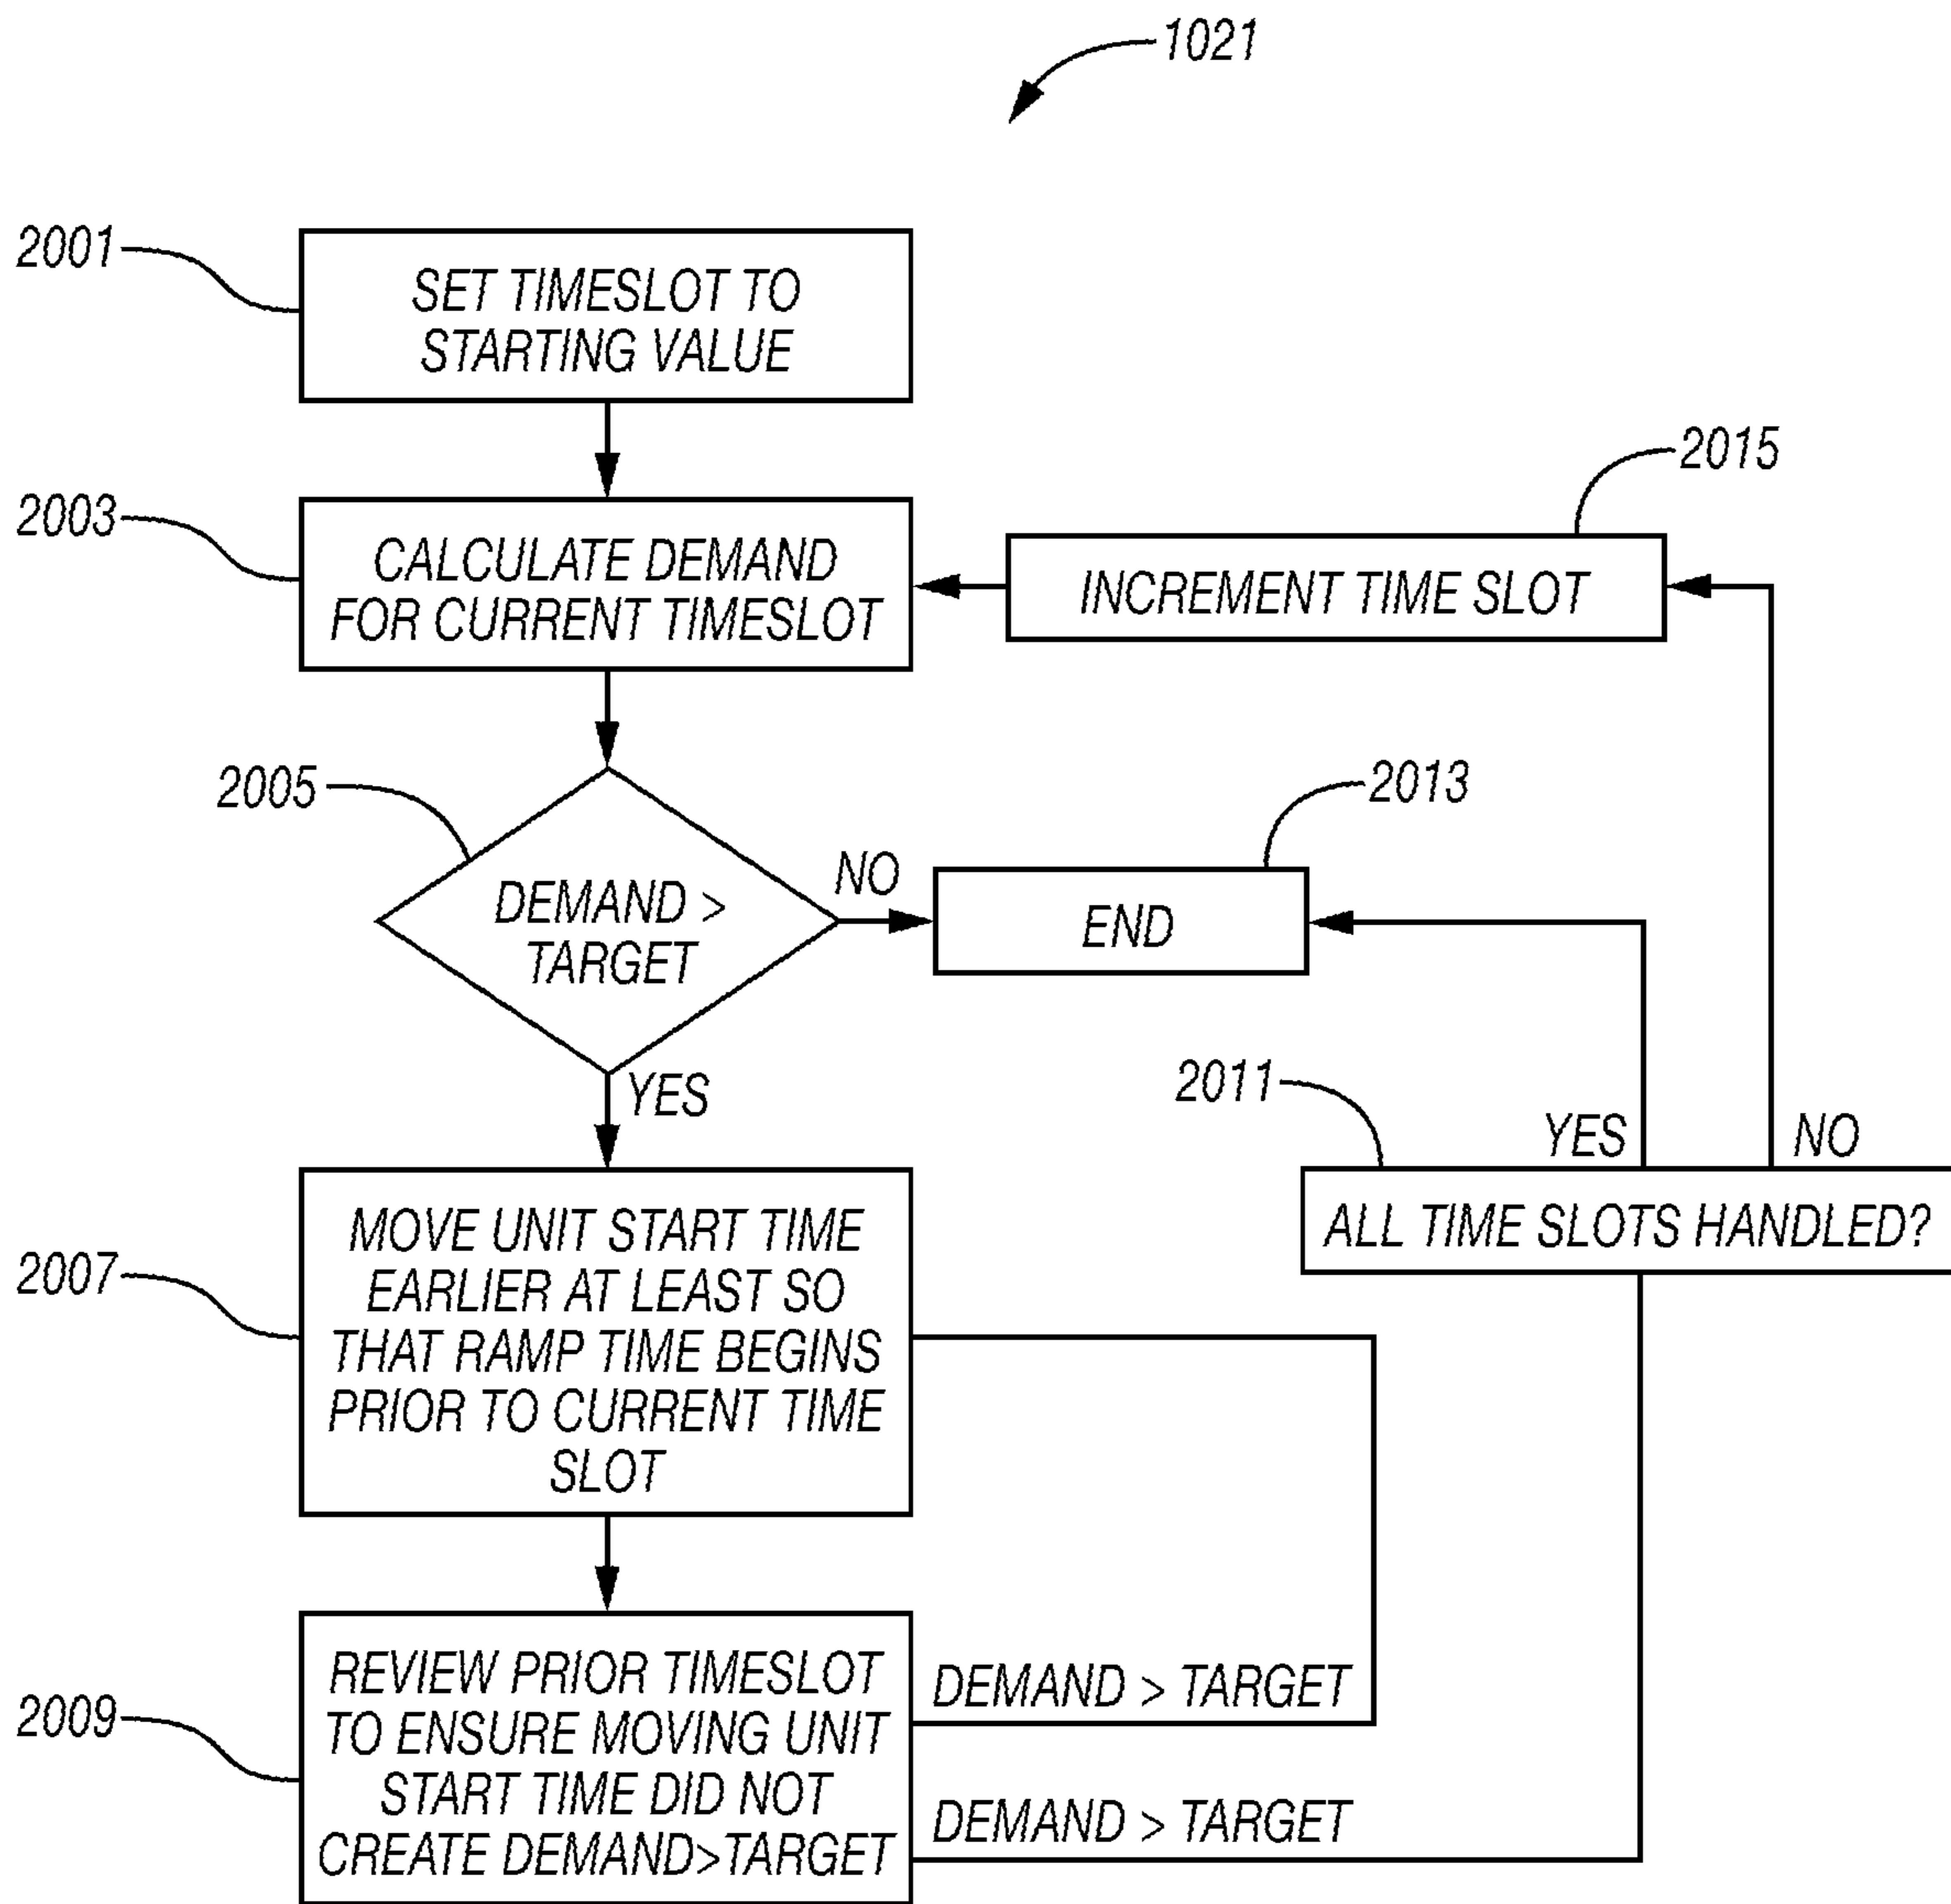 1021
2001
SET TIMESLOT TO
STARTING VALUE
2015
2003
CALCULATE DEMAND
FOR CURRENT TIMESLOT
INCREMENT TIME SLOT
2005
2013
DEMAND >
TARGET
NO
END
YES
2011
YES
NO
2007
MOVE UNIT START TIME
EARLIER AT LEAST SO
THAT RAMP TIME BEGINS
PRIOR TO CURRENT TIME
SLOT
ALL TIME SLOTS HANDLED?
2009
REVIEW PRIOR TIMESLOT
TO ENSURE MOVING UNIT
START TIME DID NOT
CREATE DEMAND>TARGET
DEMAND > TARGET
DEMAND > TARGET